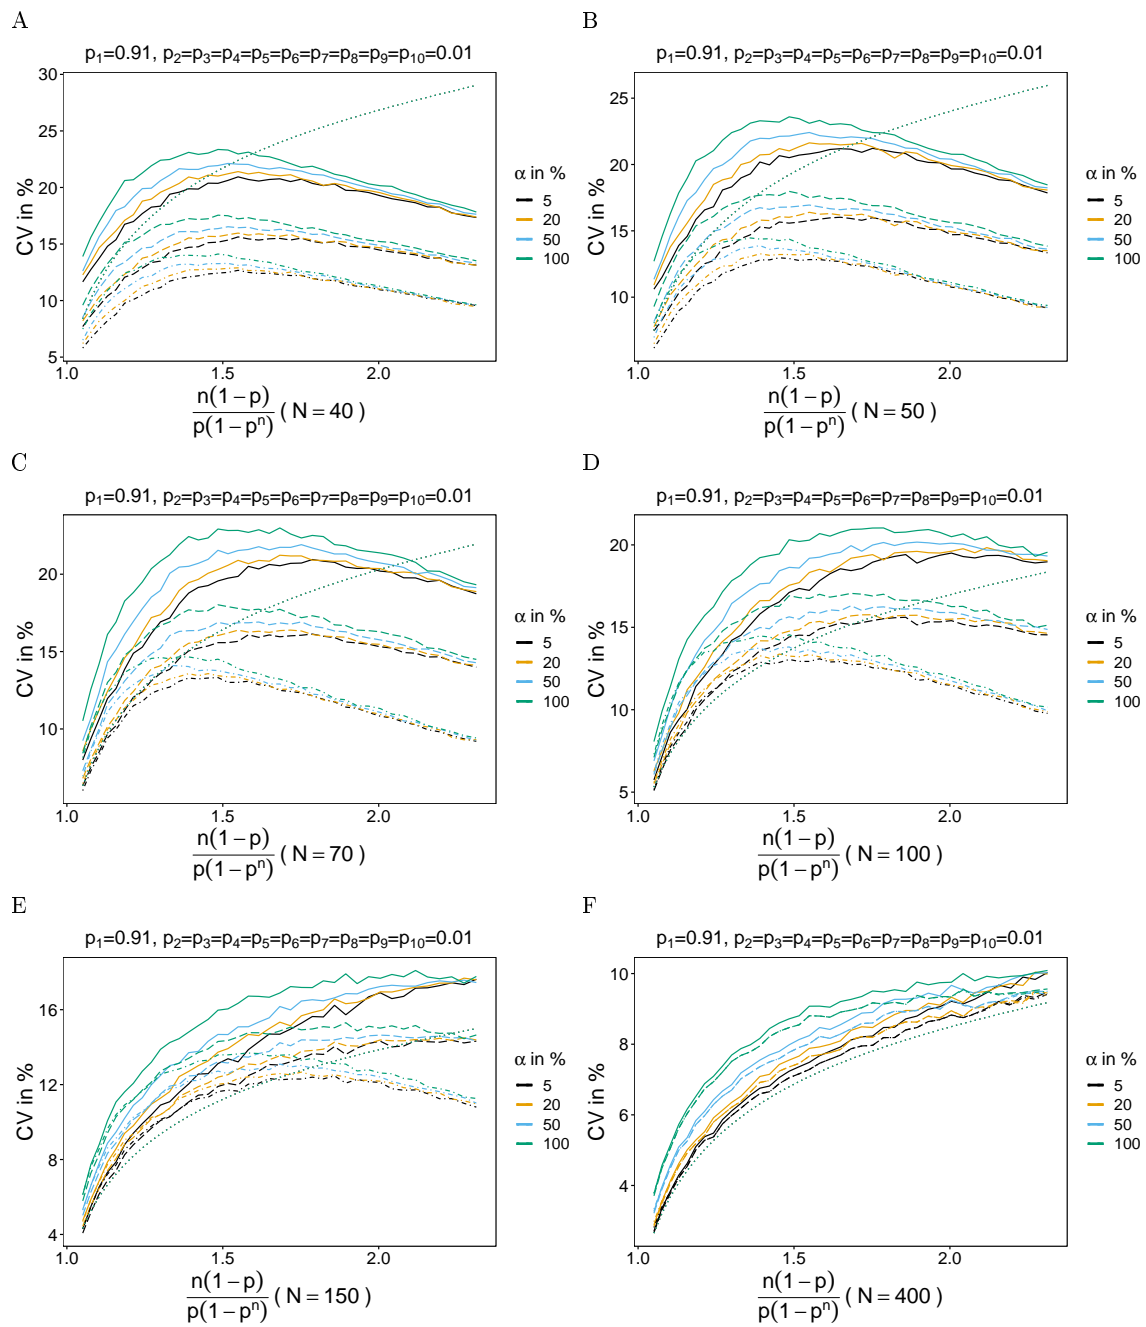 A
p₁=0.91, p₂=p₃=p₄=p₅=p₆=p₇=p₈=p₉=p₁₀=0.01
30
25
20
15
10
5
CV in %
1.0 1.5 2.0
n(1−p)
p(1−pⁿ) ( N = 40 )
α in %
5
20
50
100
B
p₁=0.91, p₂=p₃=p₄=p₅=p₆=p₇=p₈=p₉=p₁₀=0.01
25
20
15
10
CV in %
1.0 1.5 2.0
n(1−p)
p(1−pⁿ) ( N = 50 )
α in %
5
20
50
100
C
p₁=0.91, p₂=p₃=p₄=p₅=p₆=p₇=p₈=p₉=p₁₀=0.01
20
15
10
CV in %
1.0 1.5 2.0
n(1−p)
p(1−pⁿ) ( N = 70 )
α in %
5
20
50
100
D
p₁=0.91, p₂=p₃=p₄=p₅=p₆=p₇=p₈=p₉=p₁₀=0.01
20
15
10
5
CV in %
1.0 1.5 2.0
n(1−p)
p(1−pⁿ) ( N = 100 )
α in %
5
20
50
100
E
p₁=0.91, p₂=p₃=p₄=p₅=p₆=p₇=p₈=p₉=p₁₀=0.01
16
12
8
4
CV in %
1.0 1.5 2.0
n(1−p)
p(1−pⁿ) ( N = 150 )
α in %
5
20
50
100
F
p₁=0.91, p₂=p₃=p₄=p₅=p₆=p₇=p₈=p₉=p₁₀=0.01
10
8
6
4
CV in %
1.0 1.5 2.0
n(1−p)
p(1−pⁿ) ( N = 400 )
α in %
5
20
50
100